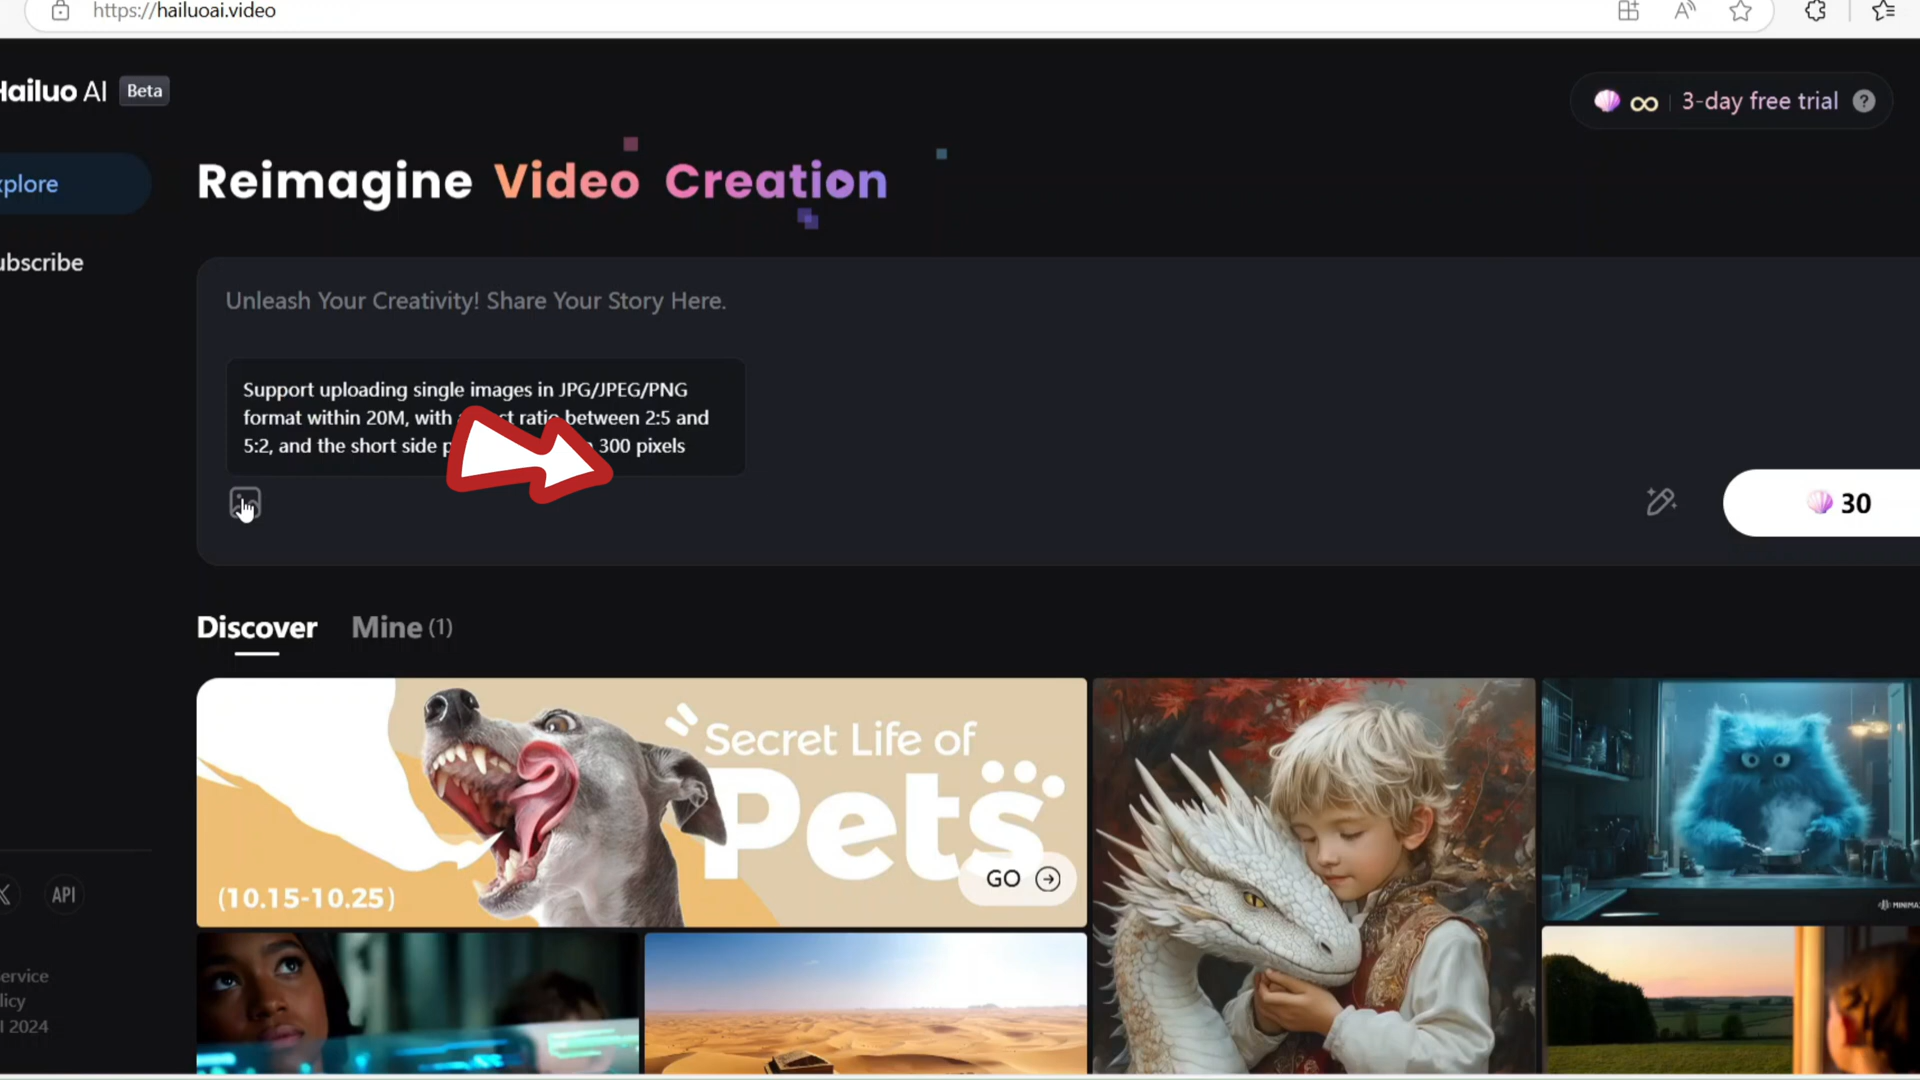 https://hailuoai.video
Hailuo AI Beta
3-day free trial ?
Reimagine Video Creation
Unleash Your Creativity! Share Your Story Here.
Support uploading single images in JPG/JPEG/PNG
format within 20M, with ratio between 2:5 and
5:2, and the short side 300 pixels
30
Discover Mine (1)
Secret Life of
Pets
GO
(10.15-10.25)
API
2024